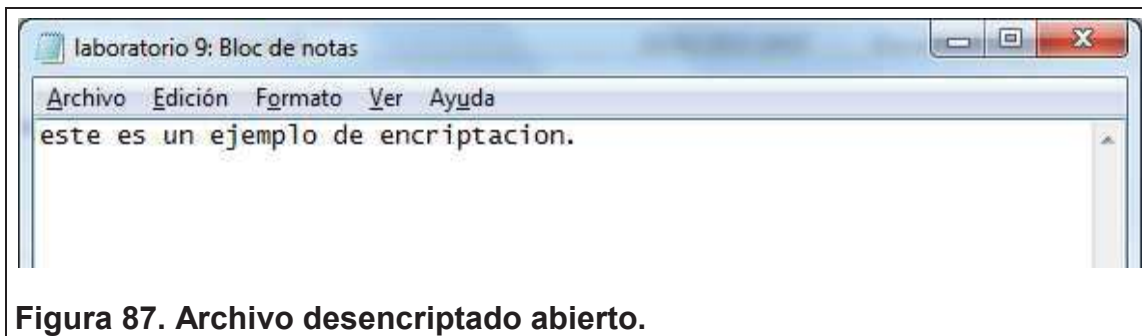 laboratorio 9: Bloc de notas
Archivo Edición Formato Ver Ayuda
este es un ejemplo de encriptacion.
Figura 87. Archivo desencriptado abierto.